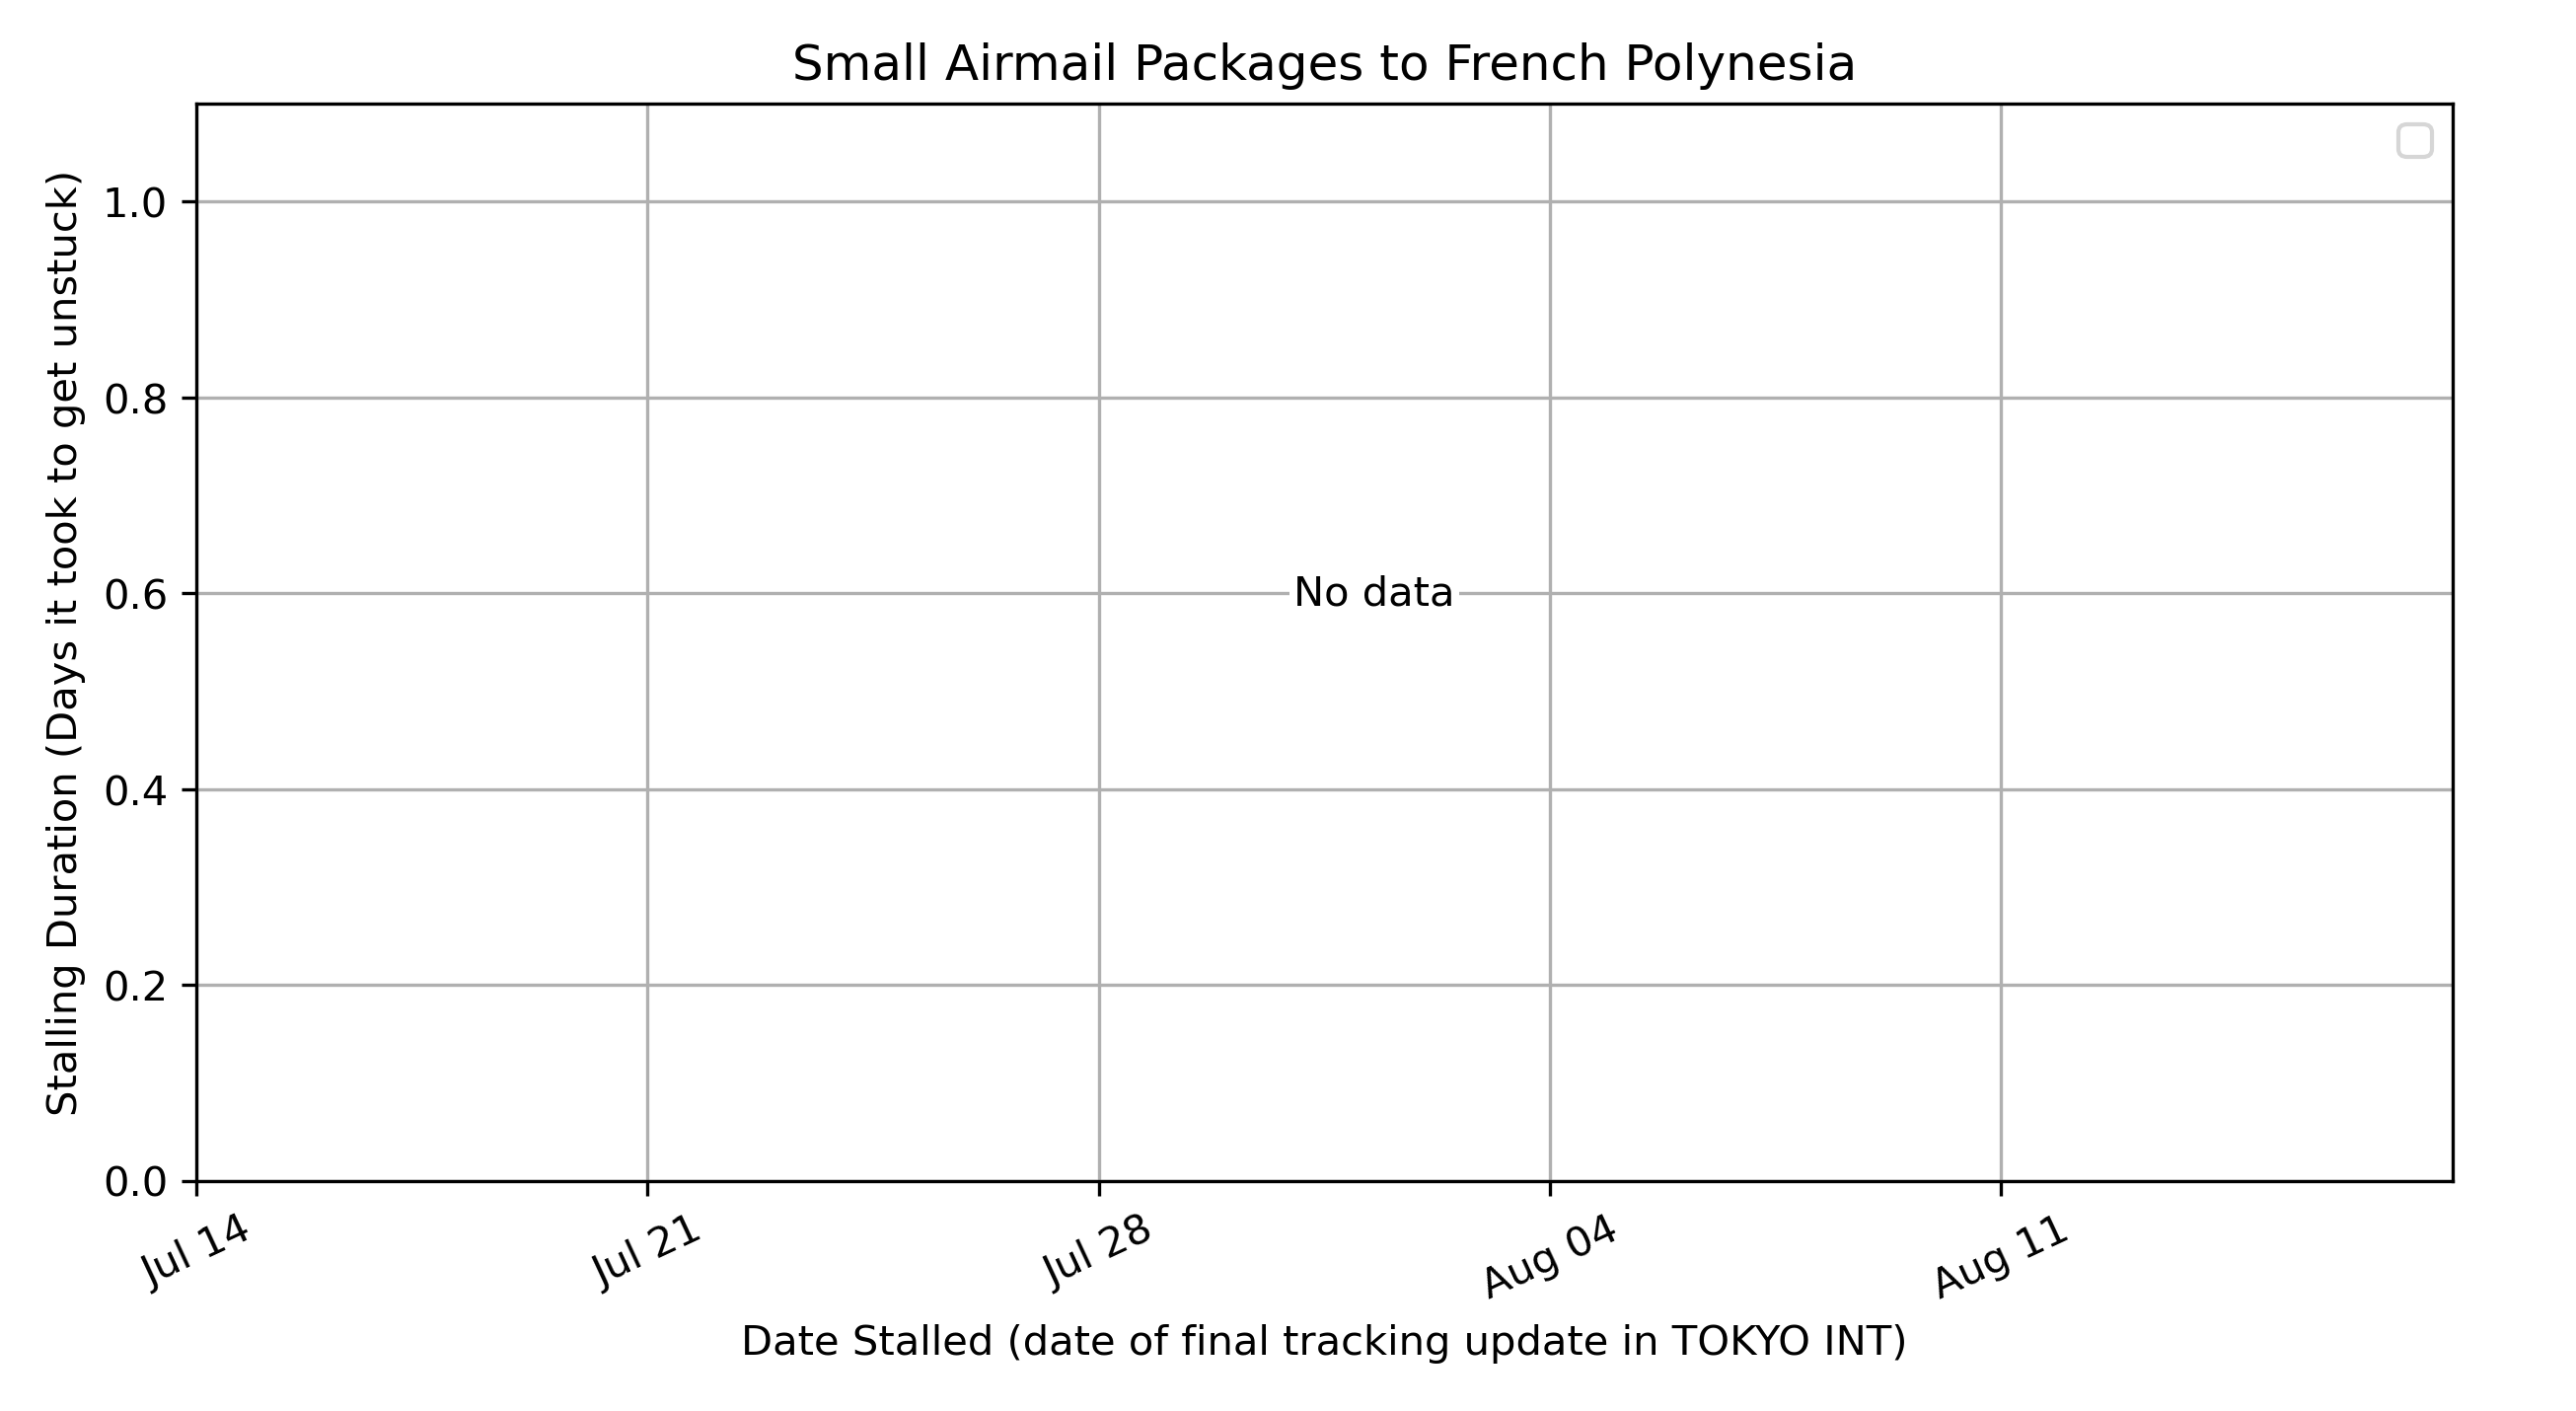 Small Airmail Packages to French Polynesia
Stalling Duration (Days it took to get unstuck)
1.0
0.8
0.6
0.4
0.2
0.0
No data
Jul 14
Jul 21
Jul 28
Aug 04
Aug 11
Date Stalled (date of final tracking update in TOKYO INT)